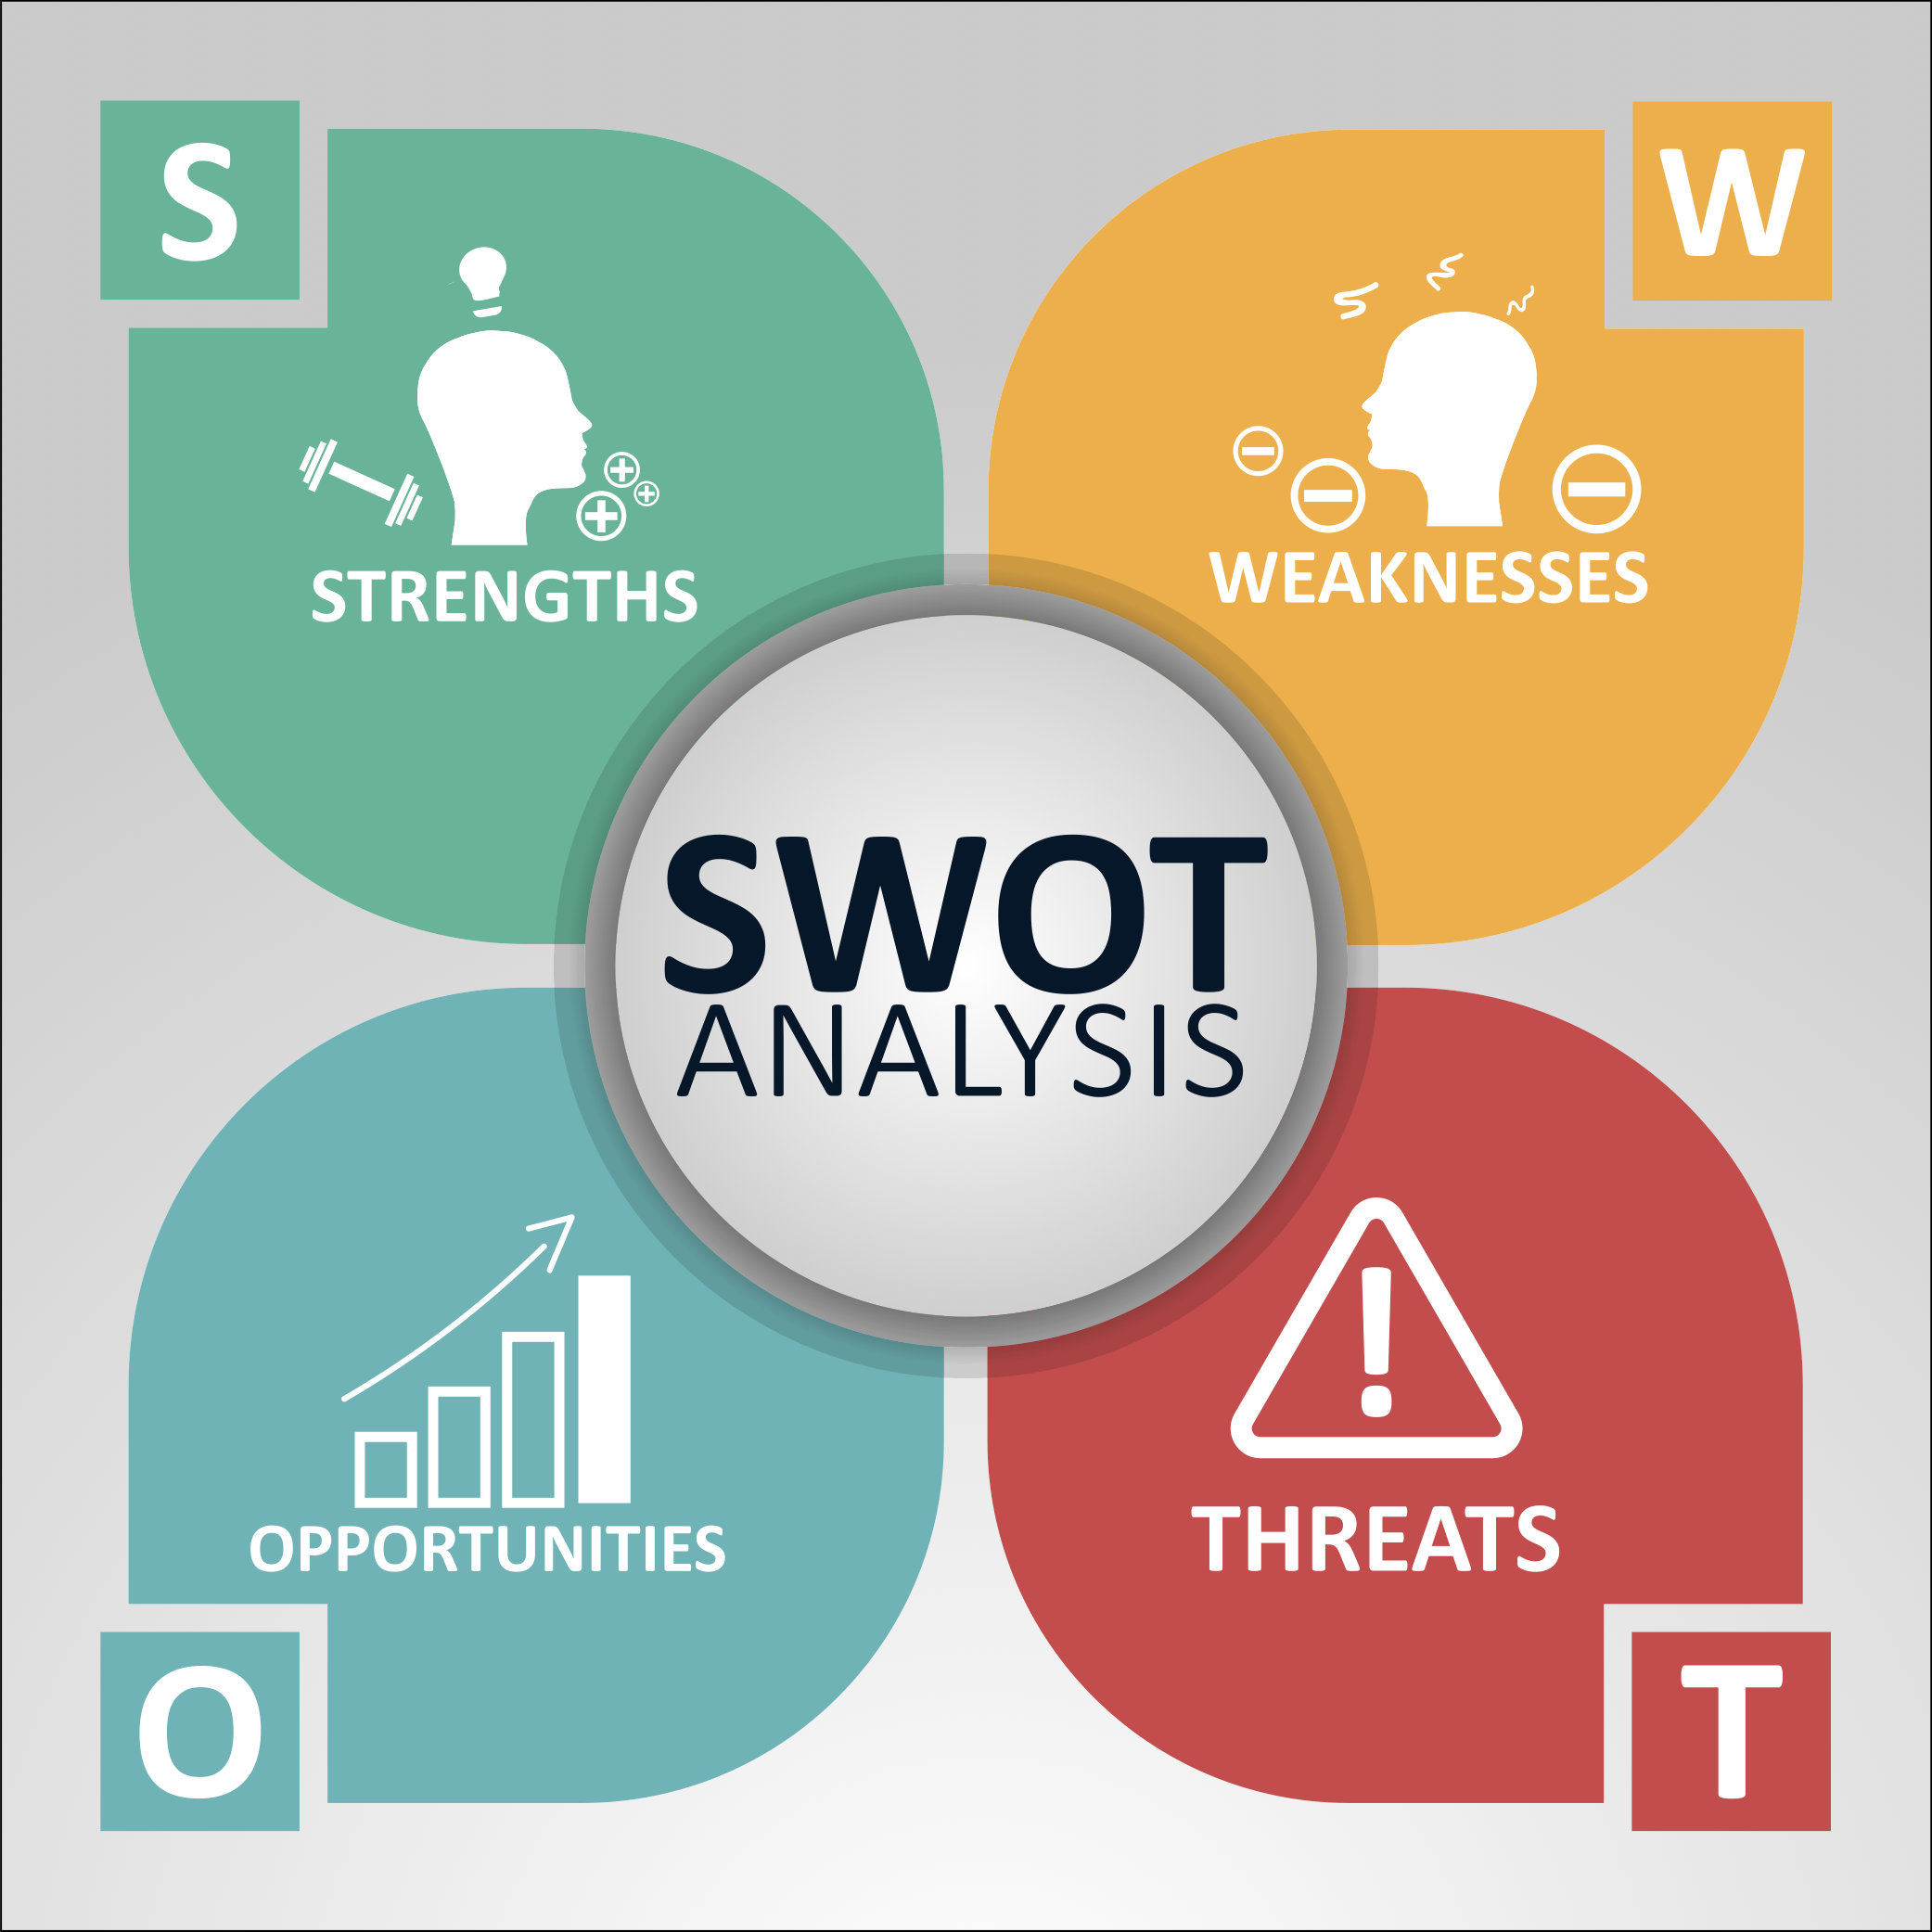 S
W
STRENGTHS
WEAKNESSES
SWOT
ANALYSIS
OPPORTUNITIES
THREATS
O
T